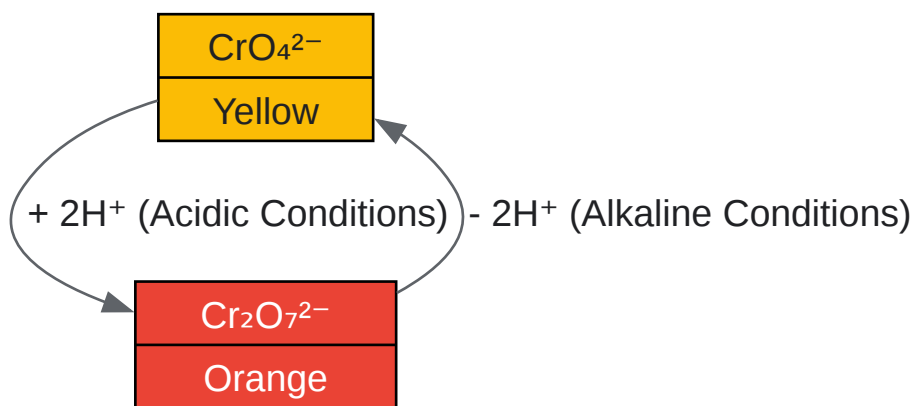 CrO₄²⁻
Yellow
+ 2H⁺ (Acidic Conditions)
- 2H⁺ (Alkaline Conditions)
Cr₂O₇²⁻
Orange